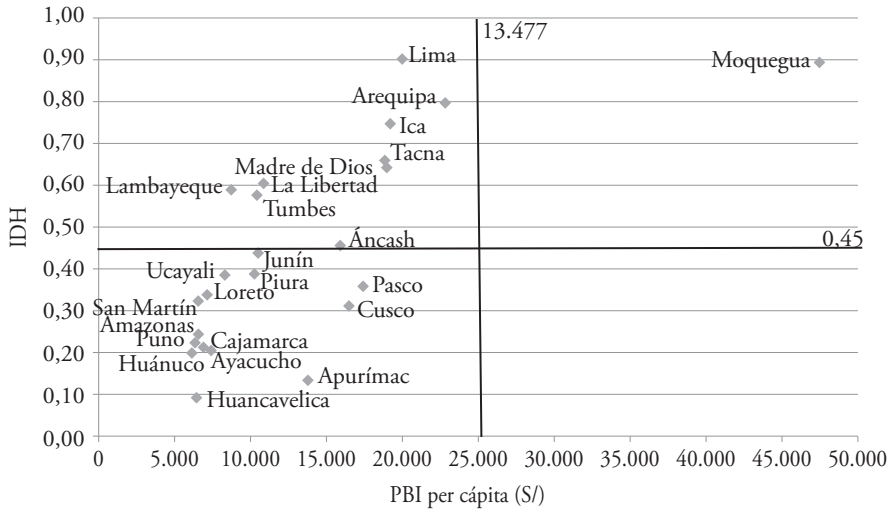 1,00
0,90
0,80
0,70
0,60
0,50
0,40
0,30
0,20
0,10
0,00
IDH
13.477
Lima
Moquegua
Arequipa
Ica
Tacna
Madre de Dios
La Libertad
Lambayeque
Tumbes
Áncash
0,45
Junín
Ucayali
Piura
Pasco
Loreto
San Martín
Cusco
Amazonas
Puno
Cajamarca
Huánuco
Ayacucho
Apurímac
Huancavelica
0 5.000 10.000 15.000 20.000 25.000 30.000 35.000 40.000 45.000 50.000
PBI per cápita (S/)